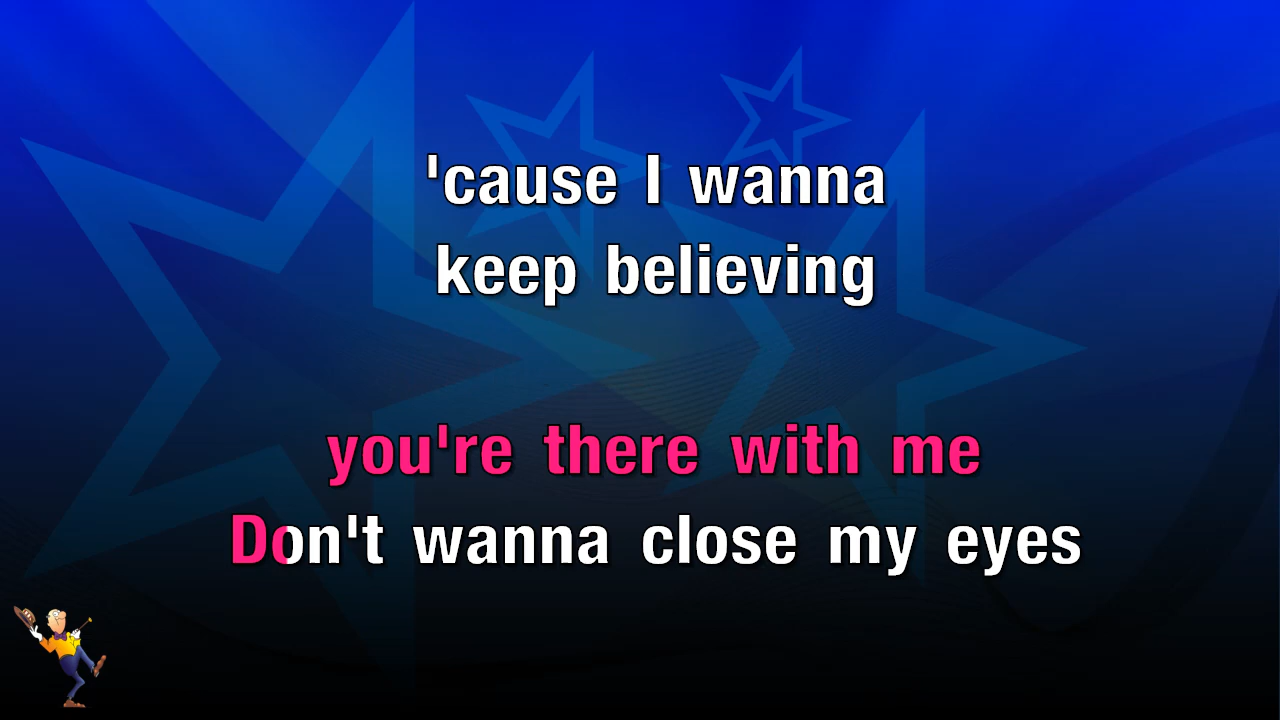 'cause I wanna
keep believing
you're there with me
Don't wanna close my eyes